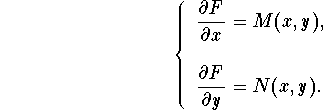 ∂F/∂x = M(x, y),
∂F/∂y = N(x, y).